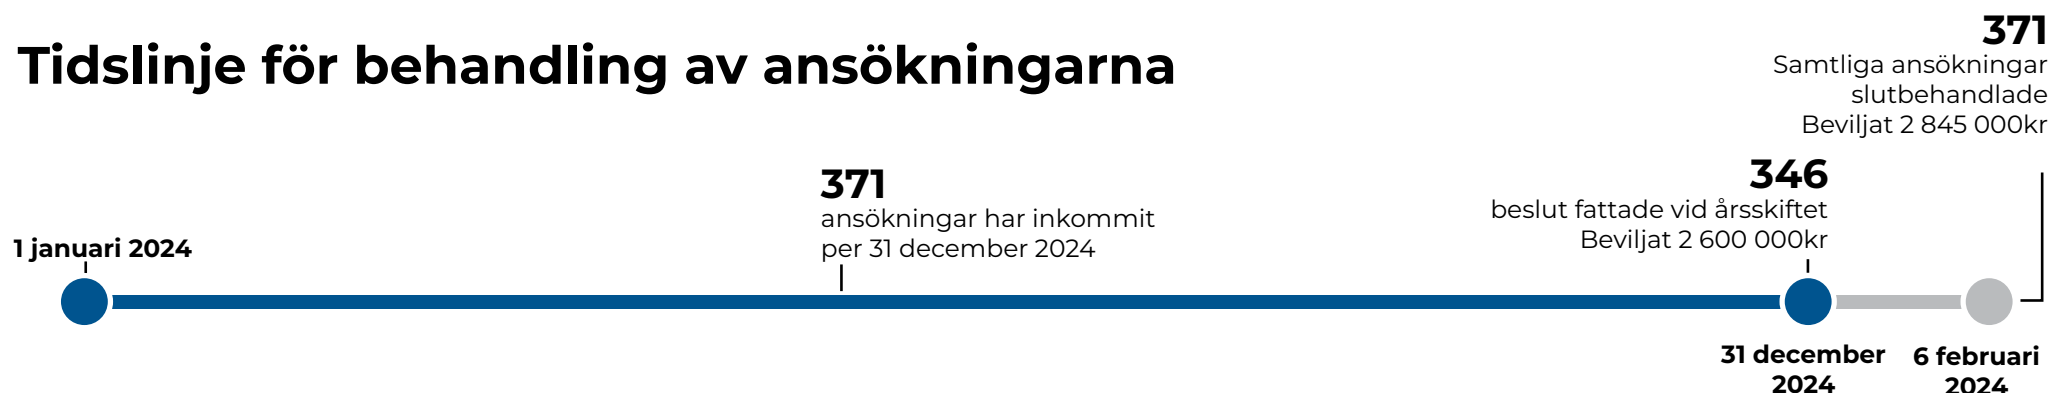 Tidslinje för behandling av ansökningarna
1 januari 2024
371
ansökningar har inkommit
per 31 december 2024
346
beslut fattade vid årsskiftet
Beviljat 2 600 000kr
371
Samtliga ansökningar
slutbehandlade
Beviljat 2 845 000kr
31 december
2024
6 februari
2024